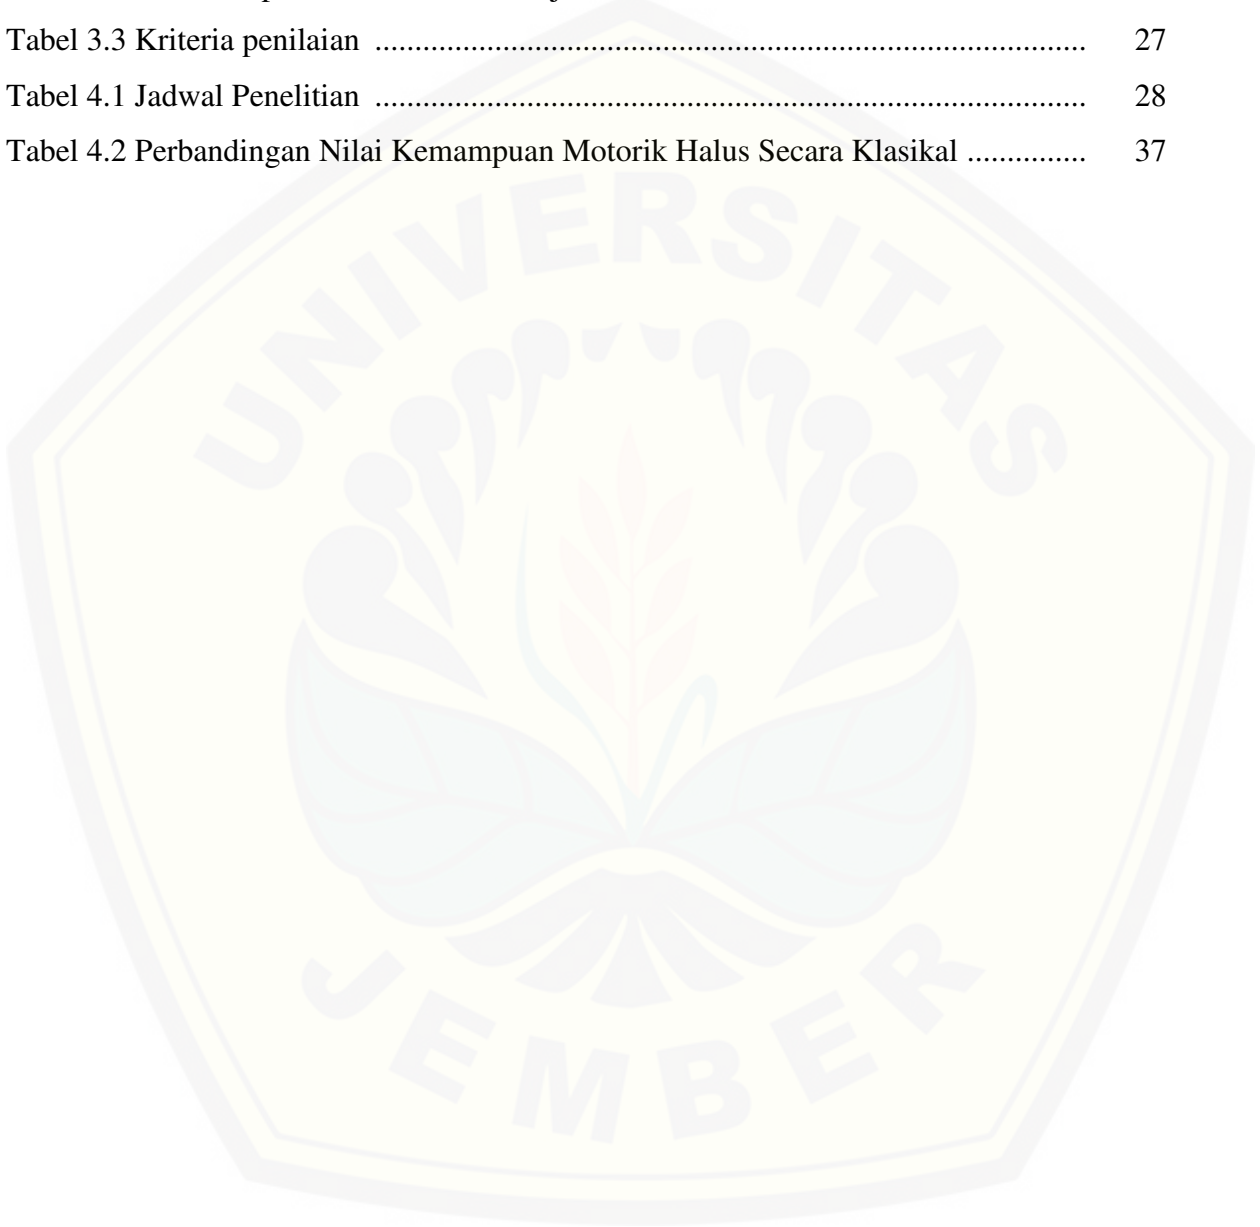 Tabel 3.3 Kriteria penilaian ............................................................................ 27
Tabel 4.1 Jadwal Penelitian ............................................................................ 28
Tabel 4.2 Perbandingan Nilai Kemampuan Motorik Halus Secara Klasikal ............... 37
UNIVERSITAS
JEMBER